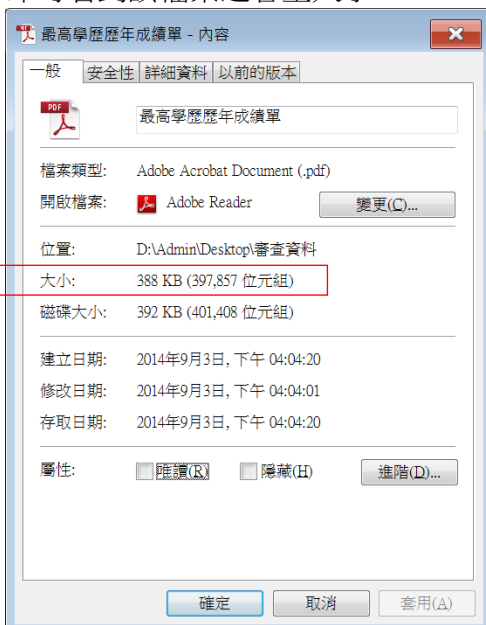 最高學歷歷年成績單 - 內容
一般 安全性 詳細資料 以前的版本
PDF
最高學歷歷年成績單
檔案類型: Adobe Acrobat Document (.pdf)
開啟檔案: Adobe Reader 變更(C)...
位置: D:\Admin\Desktop\審查資料
大小: 388 KB (397,857 位元組)
磁碟大小: 392 KB (401,408 位元組)
建立日期: 2014年9月3日, 下午 04:04:20
修改日期: 2014年9月3日, 下午 04:04:01
存取日期: 2014年9月3日, 下午 04:04:20
屬性: 唯讀(R) 隱藏(H) 進階(D)...
確定 取消 套用(A)